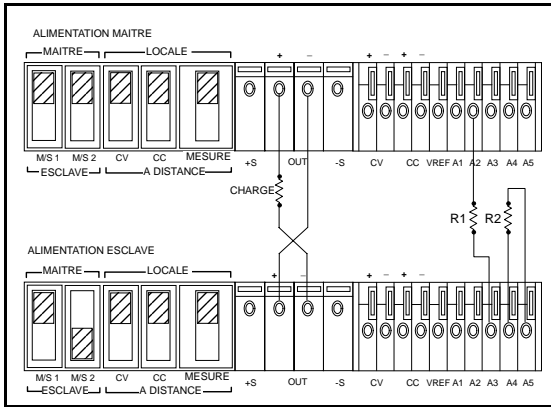 ALIMENTATION MAITRE
MAITRE LOCALE
+ − + − + −
M/S 1 M/S 2 CV CC MESURE +S OUT -S CV CC VREF A1 A2 A3 A4 A5
ESCLAVE A DISTANCE
CHARGE
R1 R2
ALIMENTATION ESCLAVE
MAITRE LOCALE
+ − + − + −
M/S 1 M/S 2 CV CC MESURE +S OUT -S CV CC VREF A1 A2 A3 A4 A5
ESCLAVE A DISTANCE